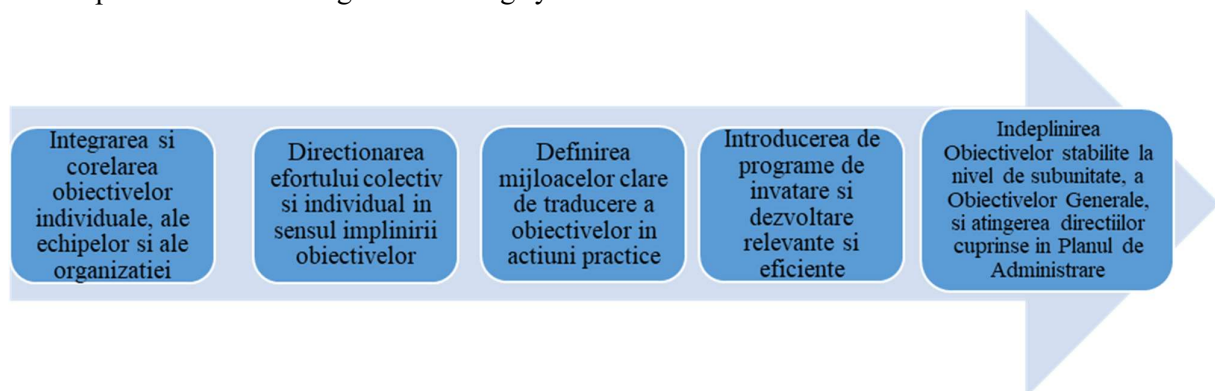 Integrarea si
corelarea
obiectivelor
individuale, ale
echipelor si ale
organizatiei
Directionarea
efortului colectiv
si individual in
sensul implinirii
obiectivelor
Definirea
mijloacelor clare
de traducere a
obiectivelor in
actiuni practice
Introducerea de
programe de
invatare si
dezvoltare
relevante si
eficiente
Indeplinirea
Obiectivelor stabilite la
nivel de subunitate, a
Obiectivelor Generale,
si atingerea directiilor
cuprinse in Planul de
Administrare